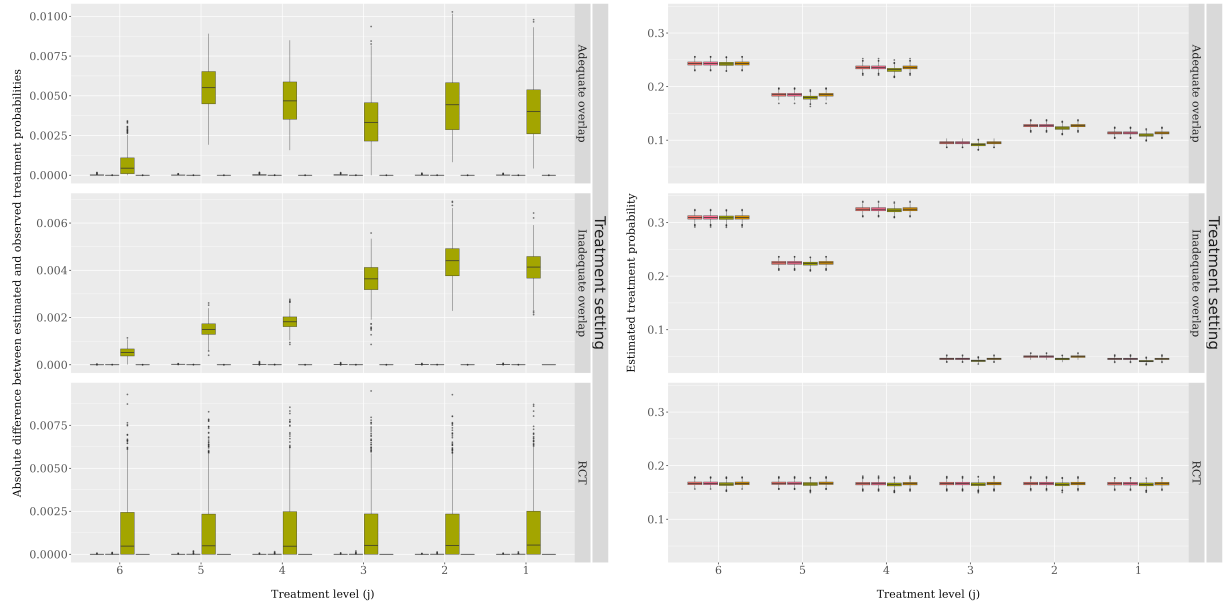 Absolute difference between estimated and observed treatment probabilities
0.0100
0.0075
0.0050
0.0025
0.0000
Adequate overlap
0.006
0.004
0.002
0.000
Inadequate overlap
0.0075
0.0050
0.0025
0.0000
RCT
Treatment setting
6 5 4 3 2 1
Treatment level (j)
Estimated treatment probability
0.3
0.2
0.1
Adequate overlap
0.3
0.2
0.1
Inadequate overlap
0.3
0.2
0.1
RCT
Treatment setting
6 5 4 3 2 1
Treatment level (j)